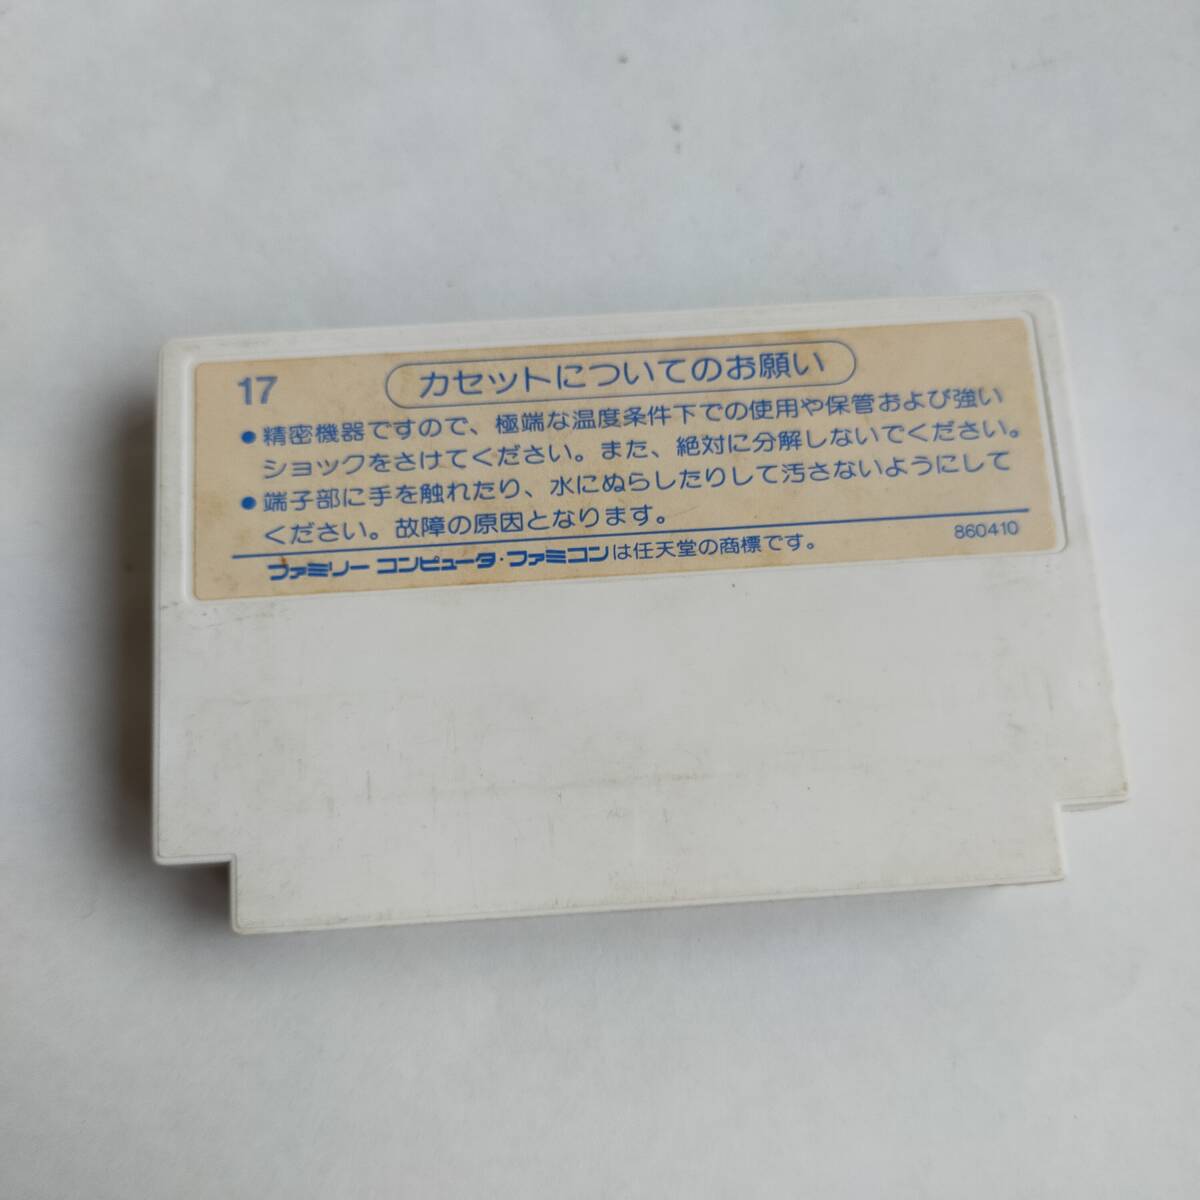 17
カセットについてのお願い
●精密機器ですので、極端な温度条件下での使用や保管および強い
ショックをさけてください。また、絶対に分解しないでください。
●端子部に手を触れたり、水にぬらしたりして汚さないようにして
ください。故障の原因となります。
860410
ファミリー コンピュータ・ファミコンは任天堂の商標です。